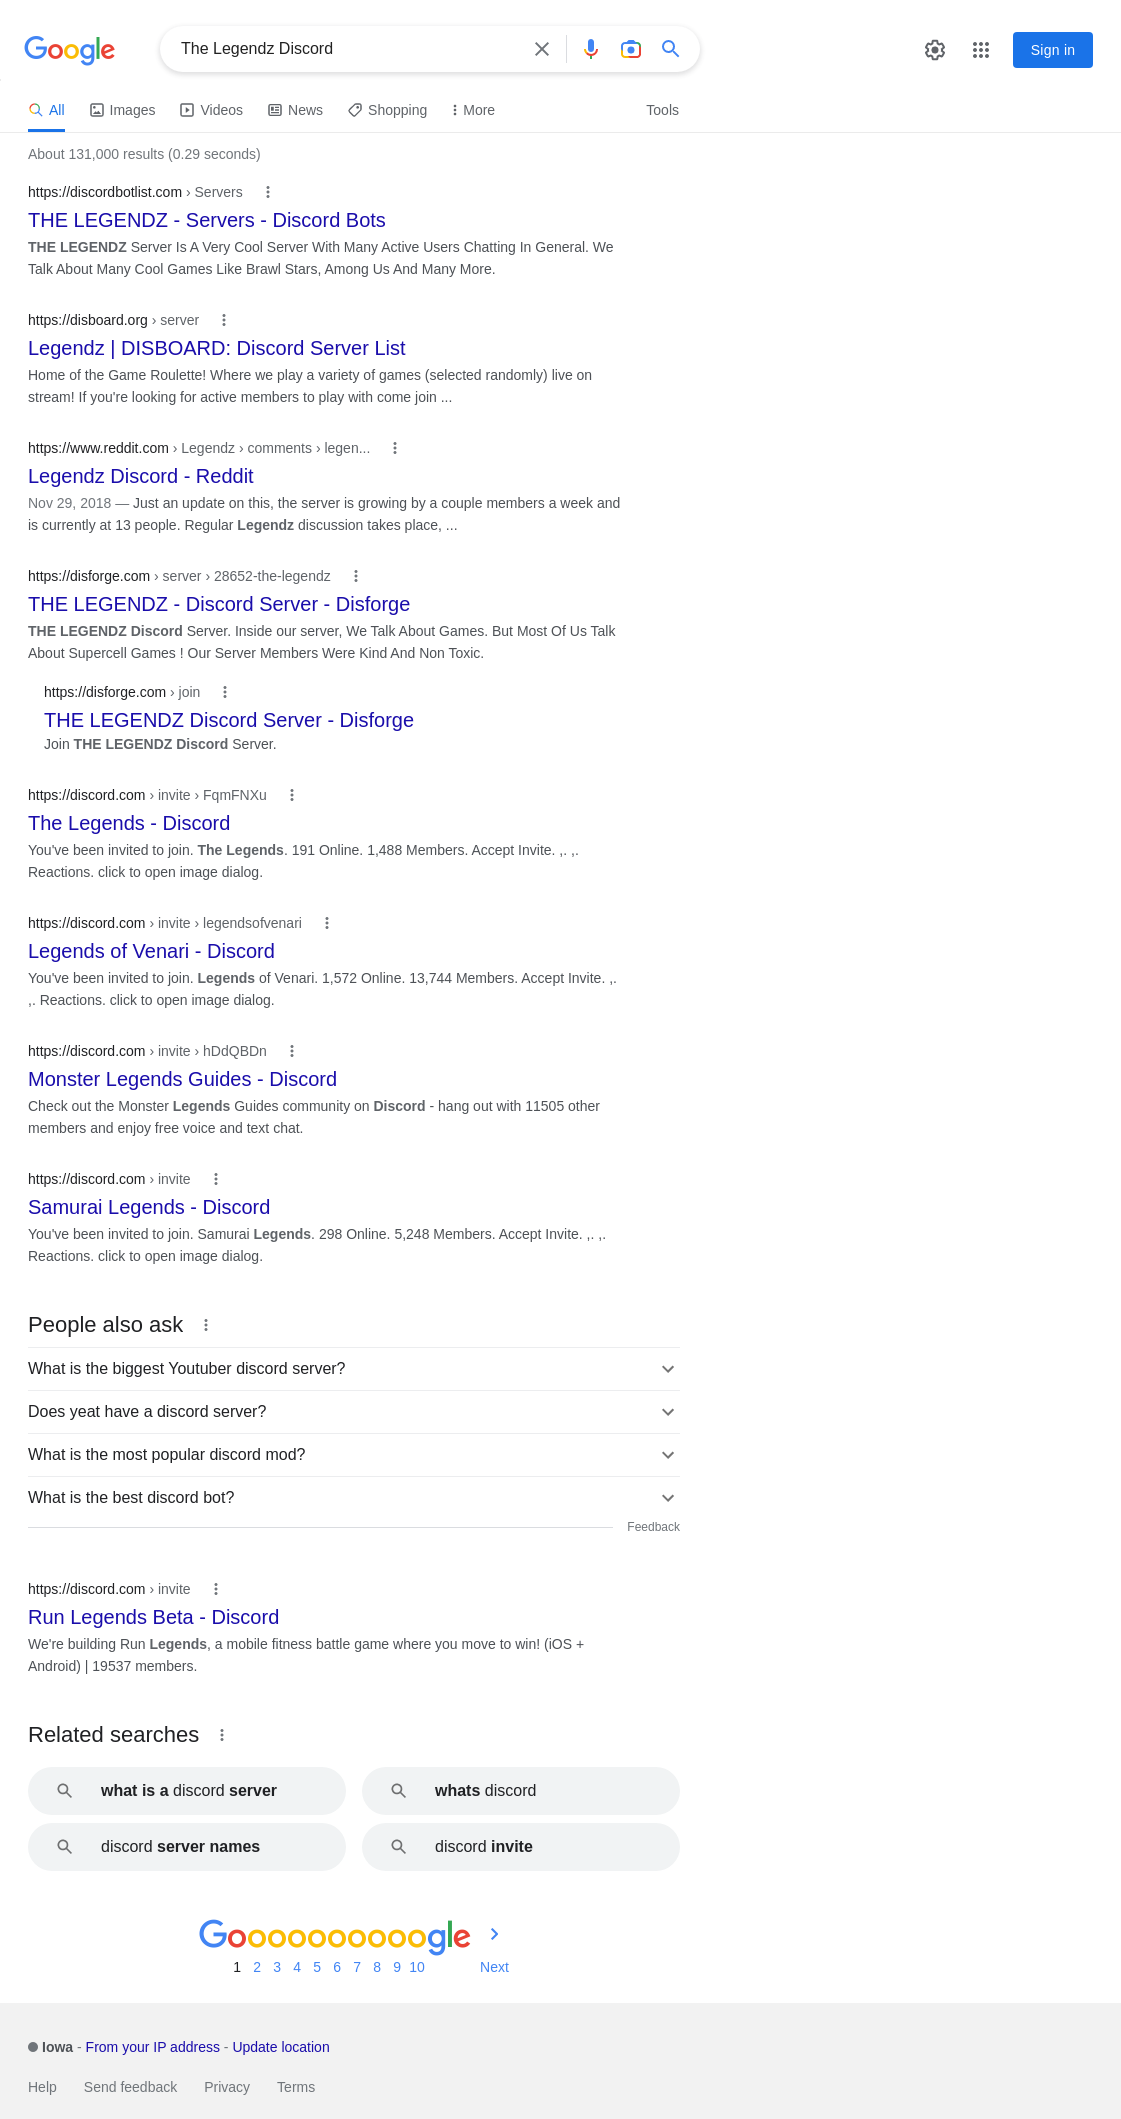 Google
The Legendz Discord
Sign in
All Images Videos News Shopping More Tools
About 131,000 results (0.29 seconds)
https://discordbotlist.com › Servers
THE LEGENDZ - Servers - Discord Bots
THE LEGENDZ Server Is A Very Cool Server With Many Active Users Chatting In General. We
Talk About Many Cool Games Like Brawl Stars, Among Us And Many More.
https://disboard.org › server
Legendz | DISBOARD: Discord Server List
Home of the Game Roulette! Where we play a variety of games (selected randomly) live on
stream! If you're looking for active members to play with come join ...
https://www.reddit.com › Legendz › comments › legen...
Legendz Discord - Reddit
Nov 29, 2018 — Just an update on this, the server is growing by a couple members a week and
is currently at 13 people. Regular Legendz discussion takes place, ...
https://disforge.com › server › 28652-the-legendz
THE LEGENDZ - Discord Server - Disforge
THE LEGENDZ Discord Server. Inside our server, We Talk About Games. But Most Of Us Talk
About Supercell Games ! Our Server Members Were Kind And Non Toxic.
https://disforge.com › join
THE LEGENDZ Discord Server - Disforge
Join THE LEGENDZ Discord Server.
https://discord.com › invite › FqmFNXu
The Legends - Discord
You've been invited to join. The Legends. 191 Online. 1,488 Members. Accept Invite. ,. ,.
Reactions. click to open image dialog.
https://discord.com › invite › legendsofvenari
Legends of Venari - Discord
You've been invited to join. Legends of Venari. 1,572 Online. 13,744 Members. Accept Invite. ,.
,. Reactions. click to open image dialog.
https://discord.com › invite › hDdQBDn
Monster Legends Guides - Discord
Check out the Monster Legends Guides community on Discord - hang out with 11505 other
members and enjoy free voice and text chat.
https://discord.com › invite
Samurai Legends - Discord
You've been invited to join. Samurai Legends. 298 Online. 5,248 Members. Accept Invite. ,. ,.
Reactions. click to open image dialog.
People also ask
What is the biggest Youtuber discord server?
Does yeat have a discord server?
What is the most popular discord mod?
What is the best discord bot?
Feedback
https://discord.com › invite
Run Legends Beta - Discord
We're building Run Legends, a mobile fitness battle game where you move to win! (iOS +
Android) | 19537 members.
Related searches
what is a discord server
whats discord
discord server names
discord invite
Goooooooooogle
1 2 3 4 5 6 7 8 9 10 Next
Iowa - From your IP address - Update location
Help Send feedback Privacy Terms